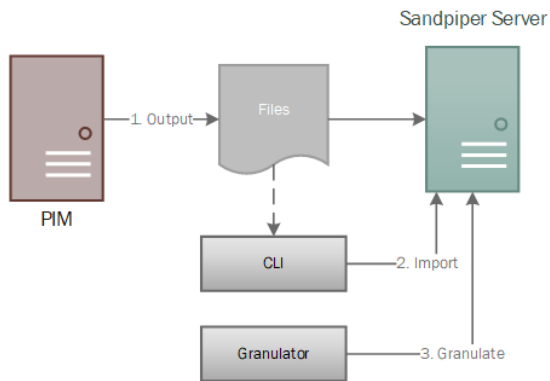 Sandpiper Server
1. Output
Files
PIM
CLI
2. Import
Granulator
3. Granulate